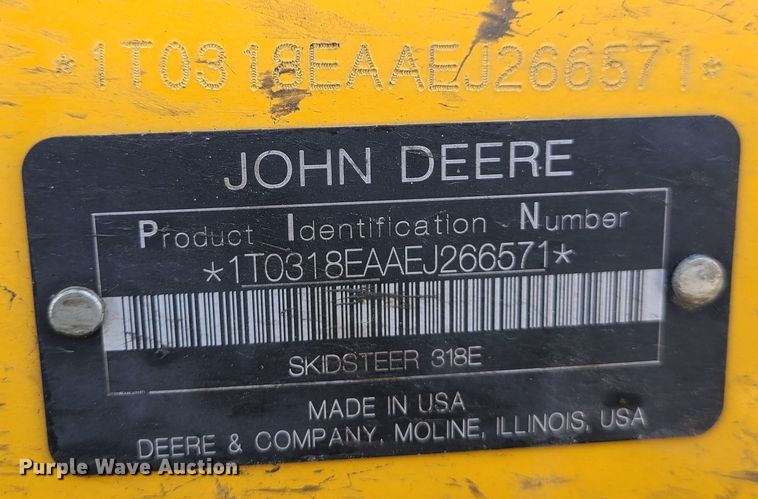 *1T0318EAAEJ266571*
JOHN DEERE
Product Identification Number
*1T0318EAAEJ266571*
SKIDSTEER 318E
MADE IN USA
DEERE & COMPANY, MOLINE, ILLINOIS, USA
Purple Wave Auction